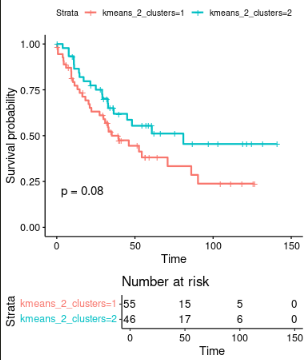 Strata kmeans_2_clusters=1 kmeans_2_clusters=2
Survival probability
1.00
0.75
0.50
0.25
0.00
p = 0.08
0 50 100 150
Time
Number at risk
Strata
kmeans_2_clusters=1 55 15 5 0
kmeans_2_clusters=2 46 17 6 0
0 50 100 150
Time